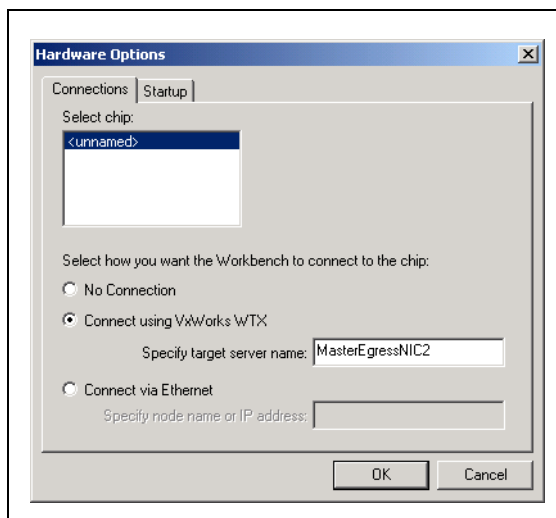 Hardware Options
Connections Startup
Select chip:
<unnamed>
Select how you want the Workbench to connect to the chip:
No Connection
Connect using VxWorks WTX
Specify target server name: MasterEgressNIC2
Connect via Ethernet
Specify node name or IP address:
OK Cancel